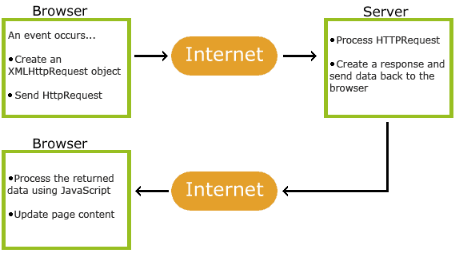 Browser
An event occurs...
•Create an
XMLHttpRequest object
• Send HttpRequest
Internet
Server
•Process HTTPRequest
•Create a response and
send data back to the
browser
Browser
•Process the returned
data using JavaScript
•Update page content
Internet